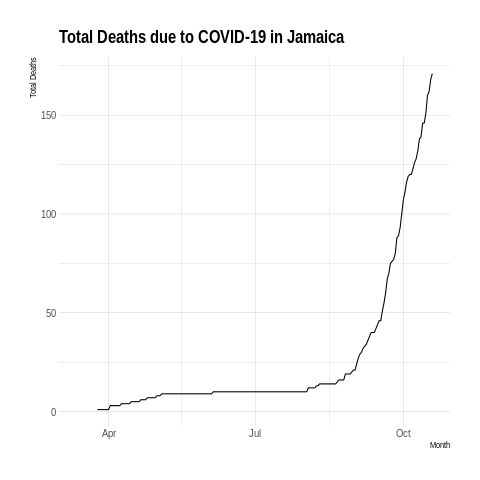 Total Deaths due to COVID-19 in Jamaica
Total Deaths
150
100
50
0
Apr
Jul
Oct
Month